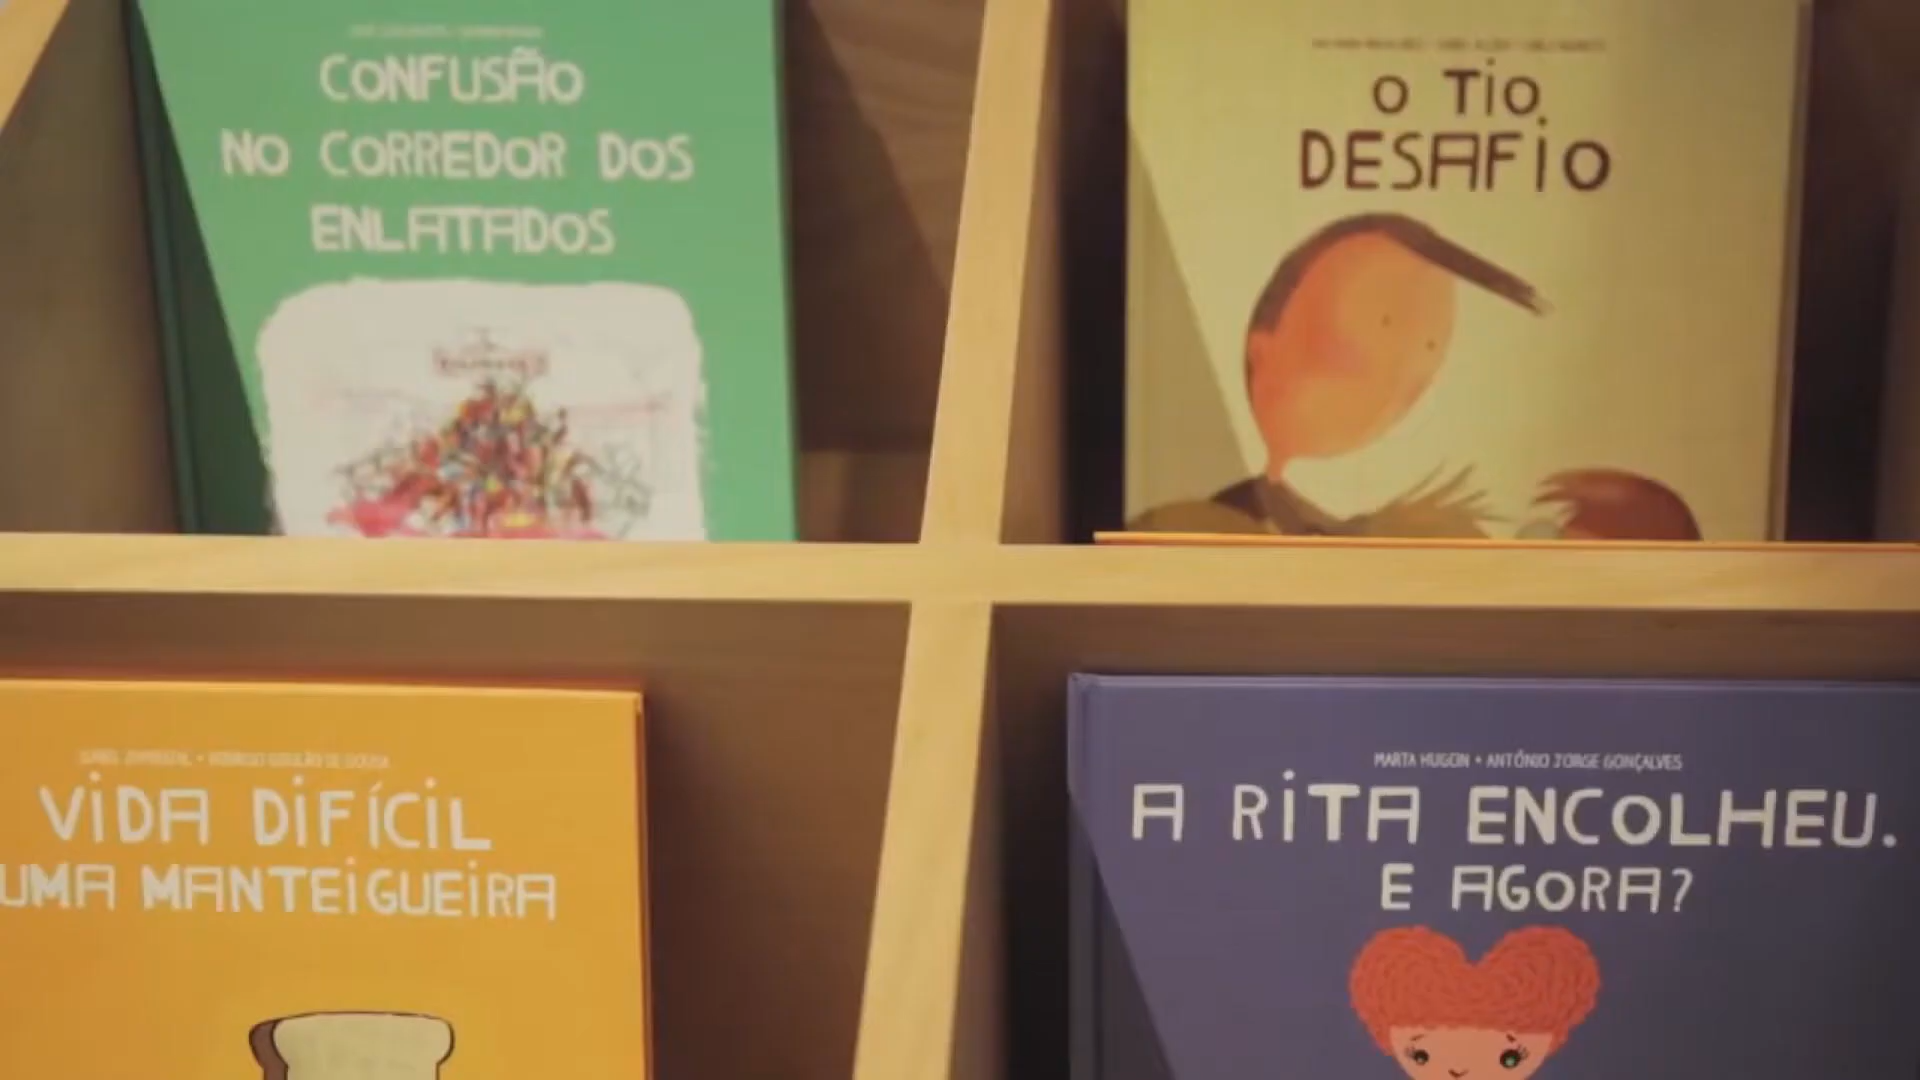 CONFUSÃO
NO CORREDOR DOS
ENLATADOS
O TIO
DESAFIO
VIDA DIFÍCIL
UMA MANTEIGUEIRA
MARTA HUGON • ANTÓNIO JORGE GONÇALVES
A RITA ENCOLHEU.
E AGORA?